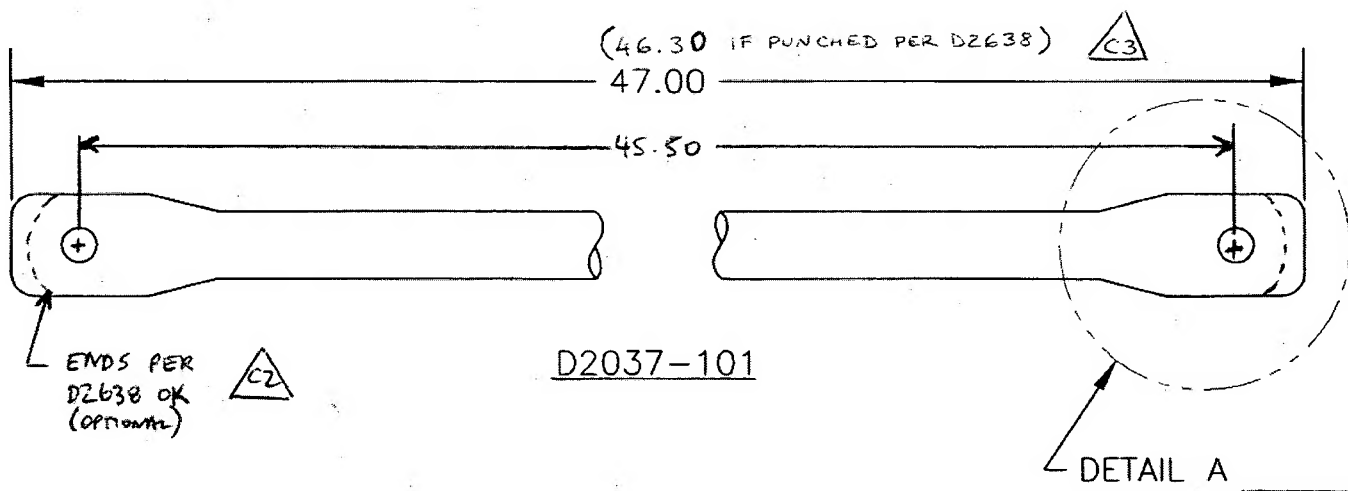 (46.30 IF PUNCHED PER D2638) C3
47.00
45.50
ENDS PER
D2638 OK
(OPTIONAL)
C2
D2037-101
DETAIL A